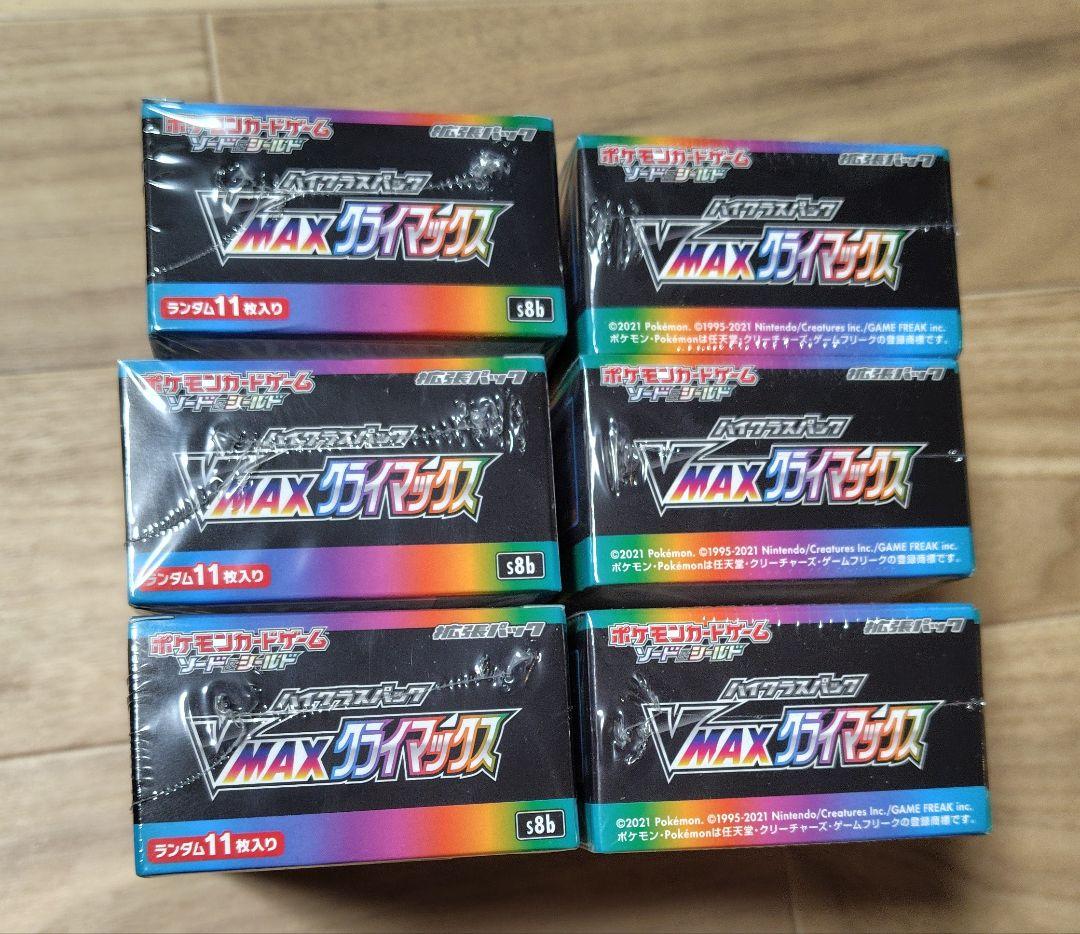 ポケモンカードゲーム
ソード&シールド
拡張パック
ハイクラスパック
VMAXクライマックス
ランダム11枚入り
s8b
ポケモンカードゲーム
ソード&シールド
拡張パック
ハイクラスパック
VMAXクライマックス
©2021 Pokémon. ©1995-2021 Nintendo/Creatures Inc./GAME FREAK inc.
ポケモン・Pokémonは任天堂・クリーチャーズ・ゲームフリークの登録商標です。
ポケモンカードゲーム
ソード&シールド
拡張パック
ハイクラスパック
VMAXクライマックス
ランダム11枚入り
s8b
ポケモンカードゲーム
ソード&シールド
拡張パック
ハイクラスパック
VMAXクライマックス
©2021 Pokémon. ©1995-2021 Nintendo/Creatures Inc./GAME FREAK inc.
ポケモン・Pokémonは任天堂・クリーチャーズ・ゲームフリークの登録商標です。
ポケモンカードゲーム
ソード&シールド
拡張パック
ハイクラスパック
VMAXクライマックス
ランダム11枚入り
s8b
ポケモンカードゲーム
ソード&シールド
拡張パック
ハイクラスパック
VMAXクライマックス
©2021 Pokémon. ©1995-2021 Nintendo/Creatures Inc./GAME FREAK inc.
ポケモン・Pokémonは任天堂・クリーチャーズ・ゲームフリークの登録商標です。